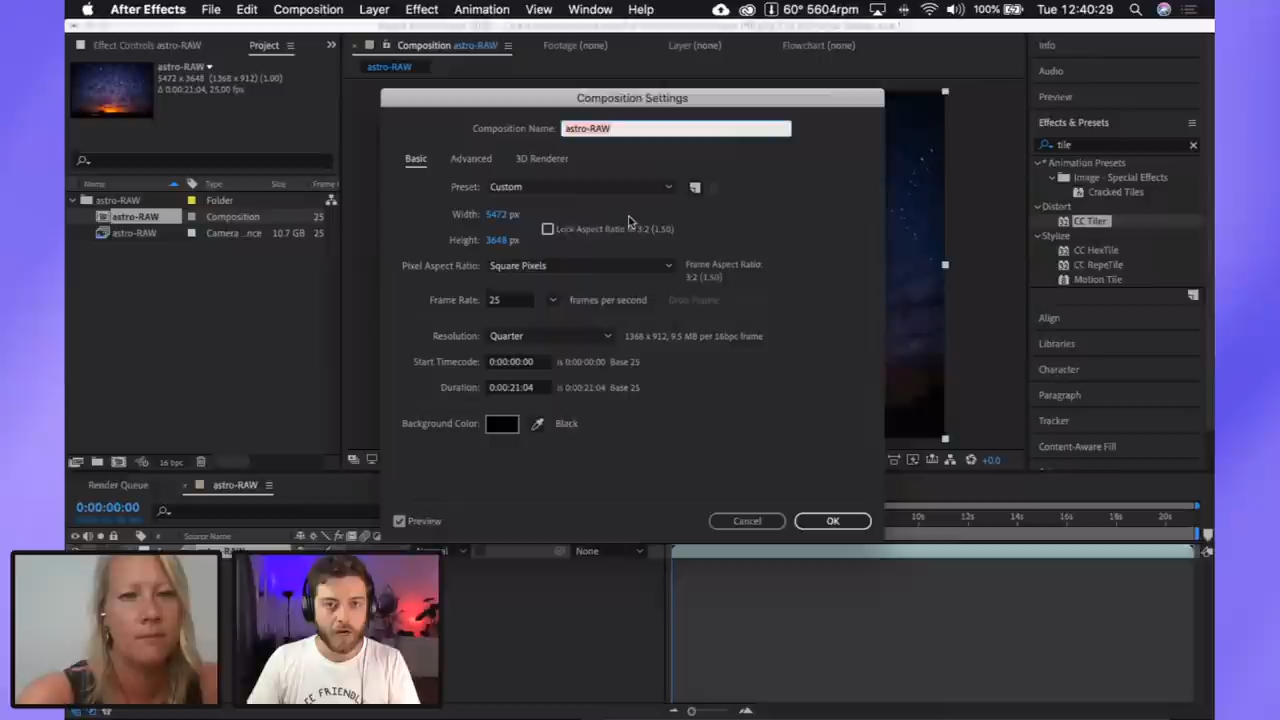 After Effects File Edit Composition Layer Effect Animation View Window Help 60° 5604rpm 100% Tue 12:40:29
Effect Controls astro-RAW Project
Composition astro-RAW Footage (none) Layer (none) Flowchart (none)
astro-RAW
astro-RAW
5472 x 3648 (1368 x 912) (1.00)
Δ 0:00:21:04, 25,00 fps
Name Type Size Frame
astro-RAW Folder
astro-RAW Composition 25
astro-RAW Camera ...nce 10.7 GB 25
16 bpc
Composition Settings
Composition Name: astro-RAW
Basic Advanced 3D Renderer
Preset: Custom
Width: 5472 px
Lock Aspect Ratio to 3:2 (1,50)
Height: 3648 px
Pixel Aspect Ratio: Square Pixels
Frame Aspect Ratio:
3:2 (1,50)
Frame Rate: 25 frames per second Drop Frame
Resolution: Quarter 1368 x 912, 9.5 MB per 16bpc frame
Start Timecode: 0:00:00:00 is 0:00:00:00 Base 25
Duration: 0:00:21:04 is 0:00:21:04 Base 25
Background Color: Black
Preview Cancel OK
Info
Audio
Preview
Effects & Presets
tile
* Animation Presets
Image - Special Effects
Cracked Tiles
Distort
CC Tiler
Stylize
CC HexTile
CC RepeTile
Motion Tile
Align
Libraries
Character
Paragraph
Tracker
Content-Aware Fill
+0.0
Render Queue astro-RAW
0:00:00:00
10s 12s 14s 16s 18s 20s
Source Name
None
FREE FRIENDL